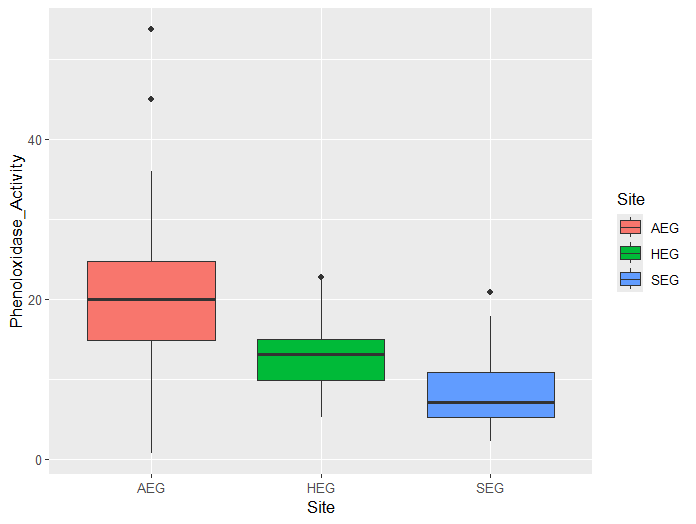 Phenoloxidase_Activity
40
20
0
AEG
HEG
SEG
Site
Site
AEG
HEG
SEG